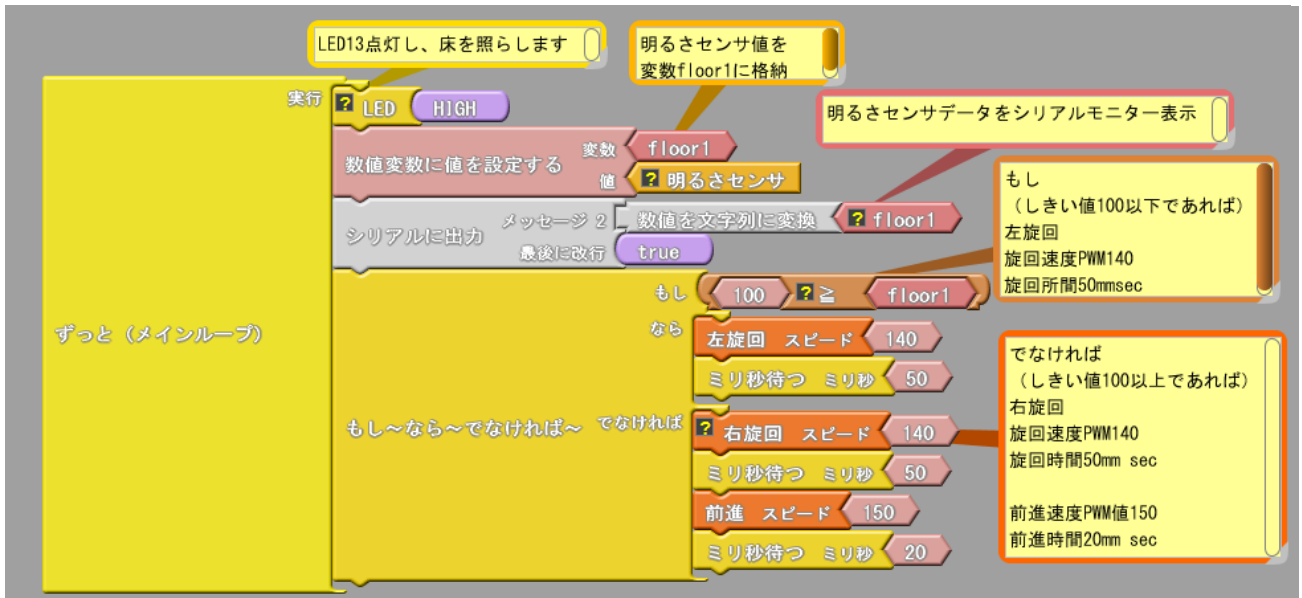 LED13点灯し、床を照らします
明るさセンサ値を
変数floor1に格納
実行
? LED HIGH
明るさセンサデータをシリアルモニター表示
数値変数に値を設定する
変数 floor1
値 ? 明るさセンサ
シリアルに出力
メッセージ 2 数値を文字列に変換 ? floor1
最後に改行 true
もし
(しきい値100以下であれば)
左旋回
旋回速度PWM140
旋回所間50mmsec
ずっと(メインループ)
もし~なら~でなければ~
もし 100 ? ≧ floor1
なら 左旋回 スピード 140
ミリ秒待つ ミリ秒 50
でなければ ? 右旋回 スピード 140
ミリ秒待つ ミリ秒 50
前進 スピード 150
ミリ秒待つ ミリ秒 20
でなければ
(しきい値100以上であれば)
右旋回
旋回速度PWM140
旋回時間50mm sec
前進速度PWM値150
前進時間20mm sec